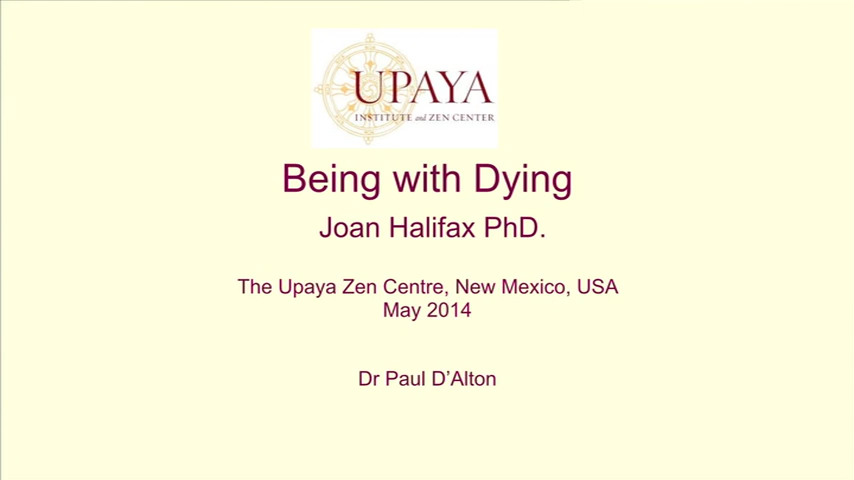 UPAYA
INSTITUTE and ZEN CENTER
Being with Dying
Joan Halifax PhD.
The Upaya Zen Centre, New Mexico, USA
May 2014
Dr Paul D'Alton